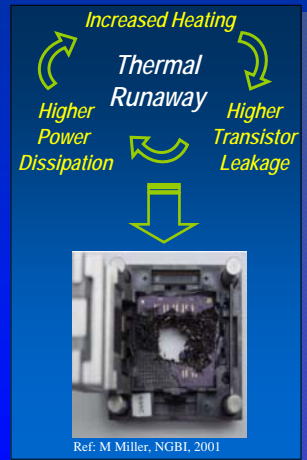 Increased Heating
Thermal
Runaway
Higher
Power
Dissipation
Higher
Transistor
Leakage
Ref: M Miller, NGBI, 2001